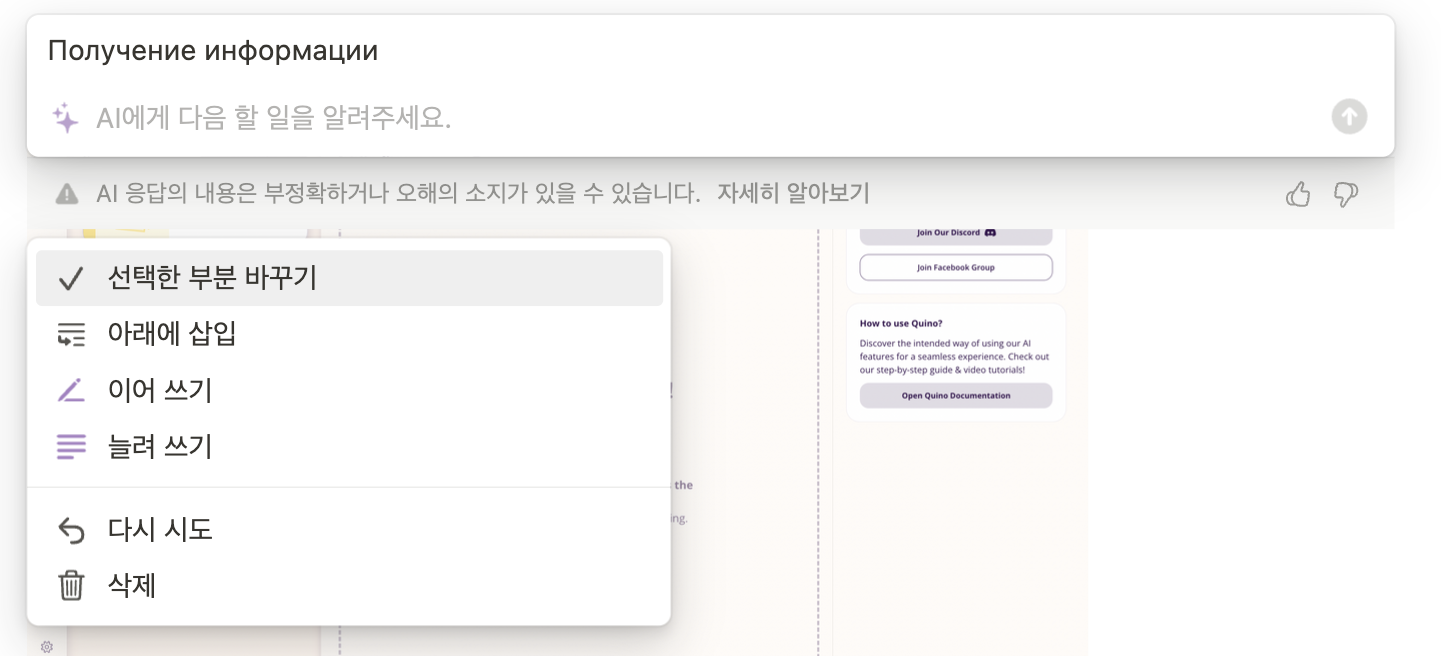 Получение информации
AI에게 다음 할 일을 알려주세요.
AI 응답의 내용은 부정확하거나 오해의 소지가 있을 수 있습니다. 자세히 알아보기
선택한 부분 바꾸기
아래에 삽입
이어 쓰기
늘려 쓰기
다시 시도
삭제
!
the
ing.
Join Our Discord
Join Facebook Group
How to use Quino?
Discover the intended way of using our AI
features for a seamless experience. Check out
our step-by-step guide & video tutorials!
Open Quino Documentation